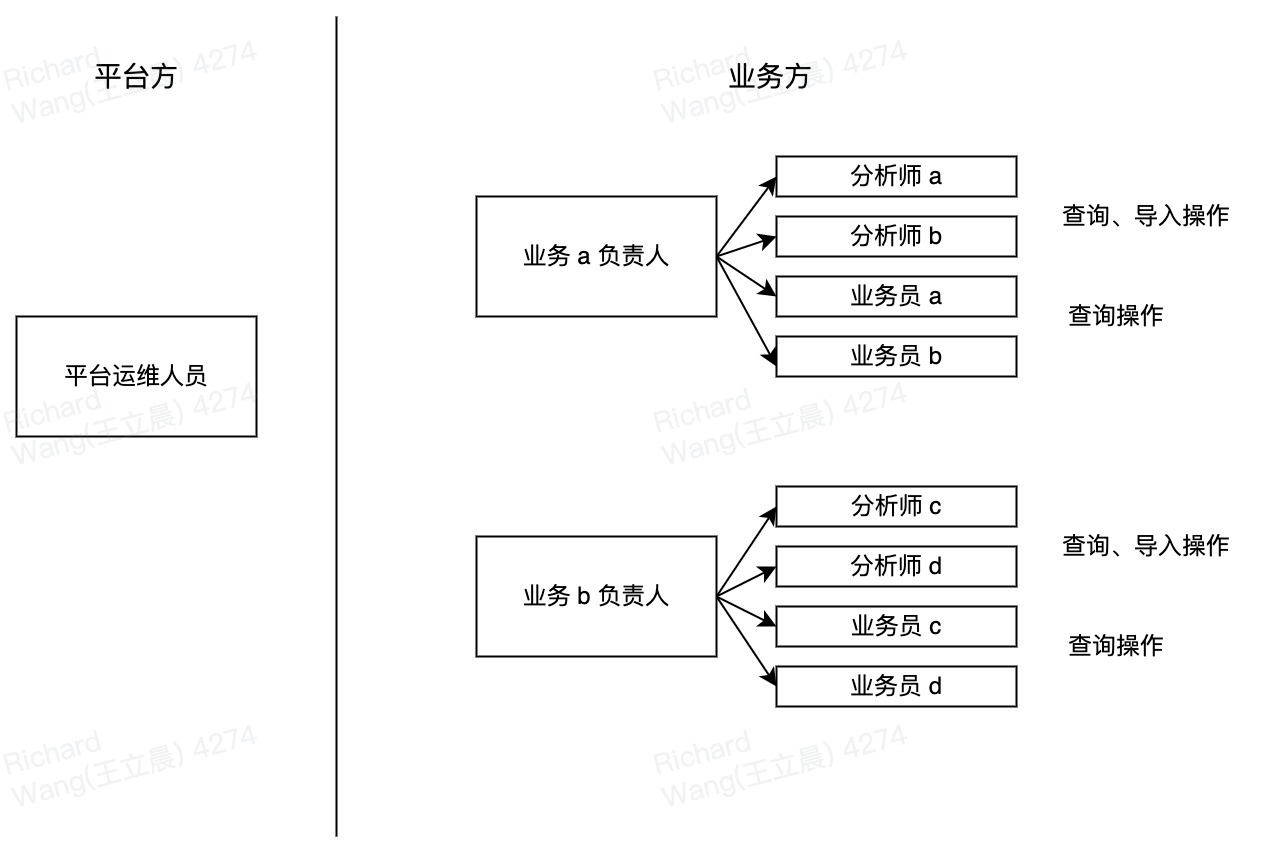 平台方
业务方
平台运维人员
业务 a 负责人
分析师 a
分析师 b
业务员 a
业务员 b
查询、导入操作
查询操作
业务 b 负责人
分析师 c
分析师 d
业务员 c
业务员 d
查询、导入操作
查询操作
Richard
Wang(王立晨) 4274
Richard
Wang(王立晨) 4274
Richard
Wang(王立晨) 4274
Richard
Wang(王立晨) 4274
Richard
Wang(王立晨) 4274
Richard
Wang(王立晨) 4274